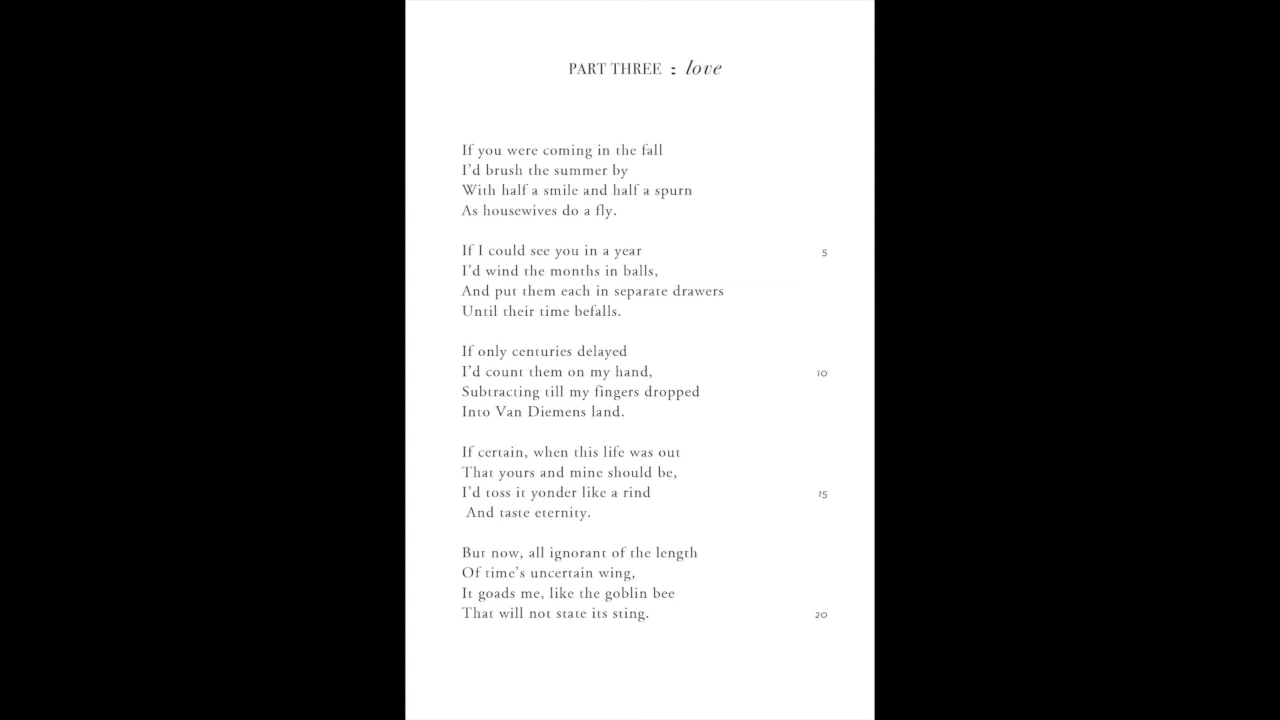 PART THREE : love
If you were coming in the fall
I'd brush the summer by
With half a smile and half a spurn
As housewives do a fly.
If I could see you in a year 5
I'd wind the months in balls,
And put them each in separate drawers
Until their time befalls.
If only centuries delayed
I'd count them on my hand, 10
Subtracting till my fingers dropped
Into Van Diemens land.
If certain, when this life was out
That yours and mine should be,
I'd toss it yonder like a rind 15
And taste eternity.
But now, all ignorant of the length
Of time's uncertain wing,
It goads me, like the goblin bee
That will not state its sting. 20